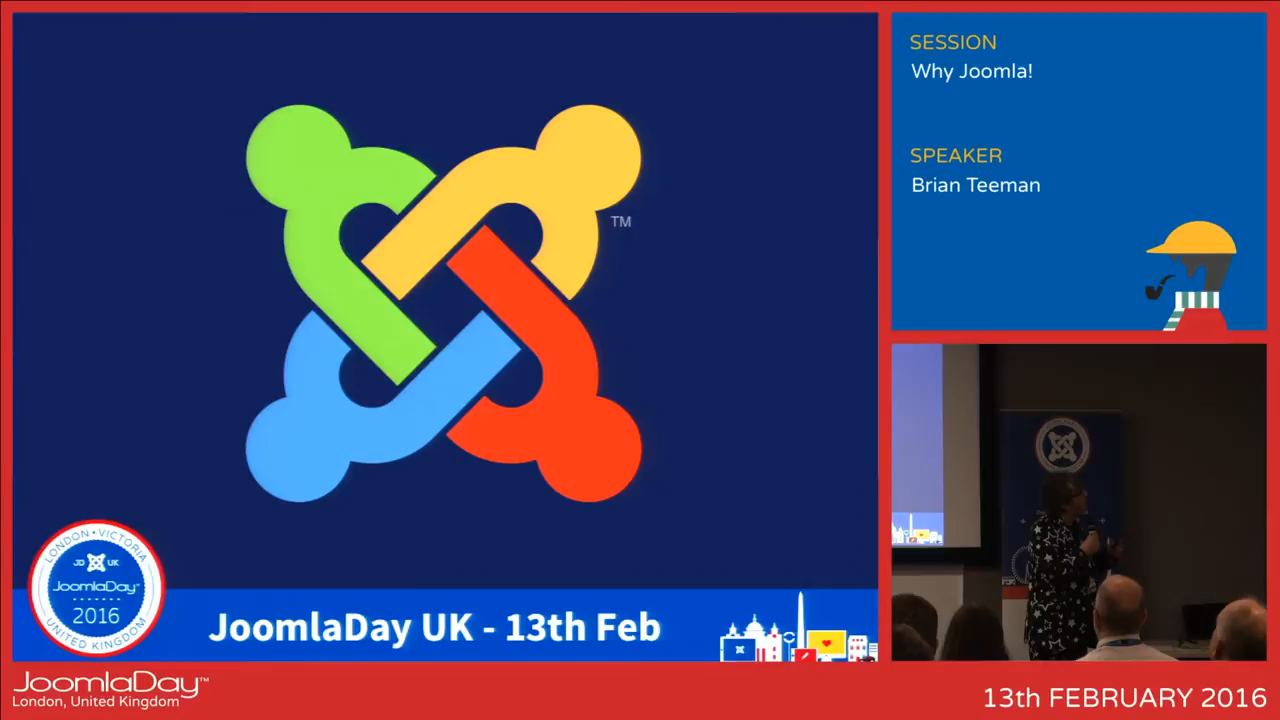 TM
LONDON • VICTORIA
JD UK
JoomlaDay™
2016
UNITED KINGDOM
JoomlaDay UK - 13th Feb
SESSION
Why Joomla!
SPEAKER
Brian Teeman
JoomlaDay™
London, United Kingdom
13th FEBRUARY 2016